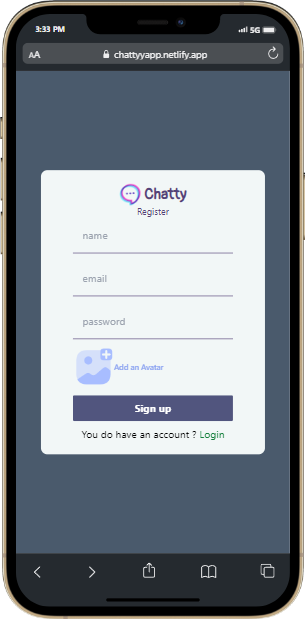 3:33 PM
5G
AA
chattyyapp.netlify.app
Chatty
Register
name
email
password
Add an Avatar
Sign up
You do have an account ? Login